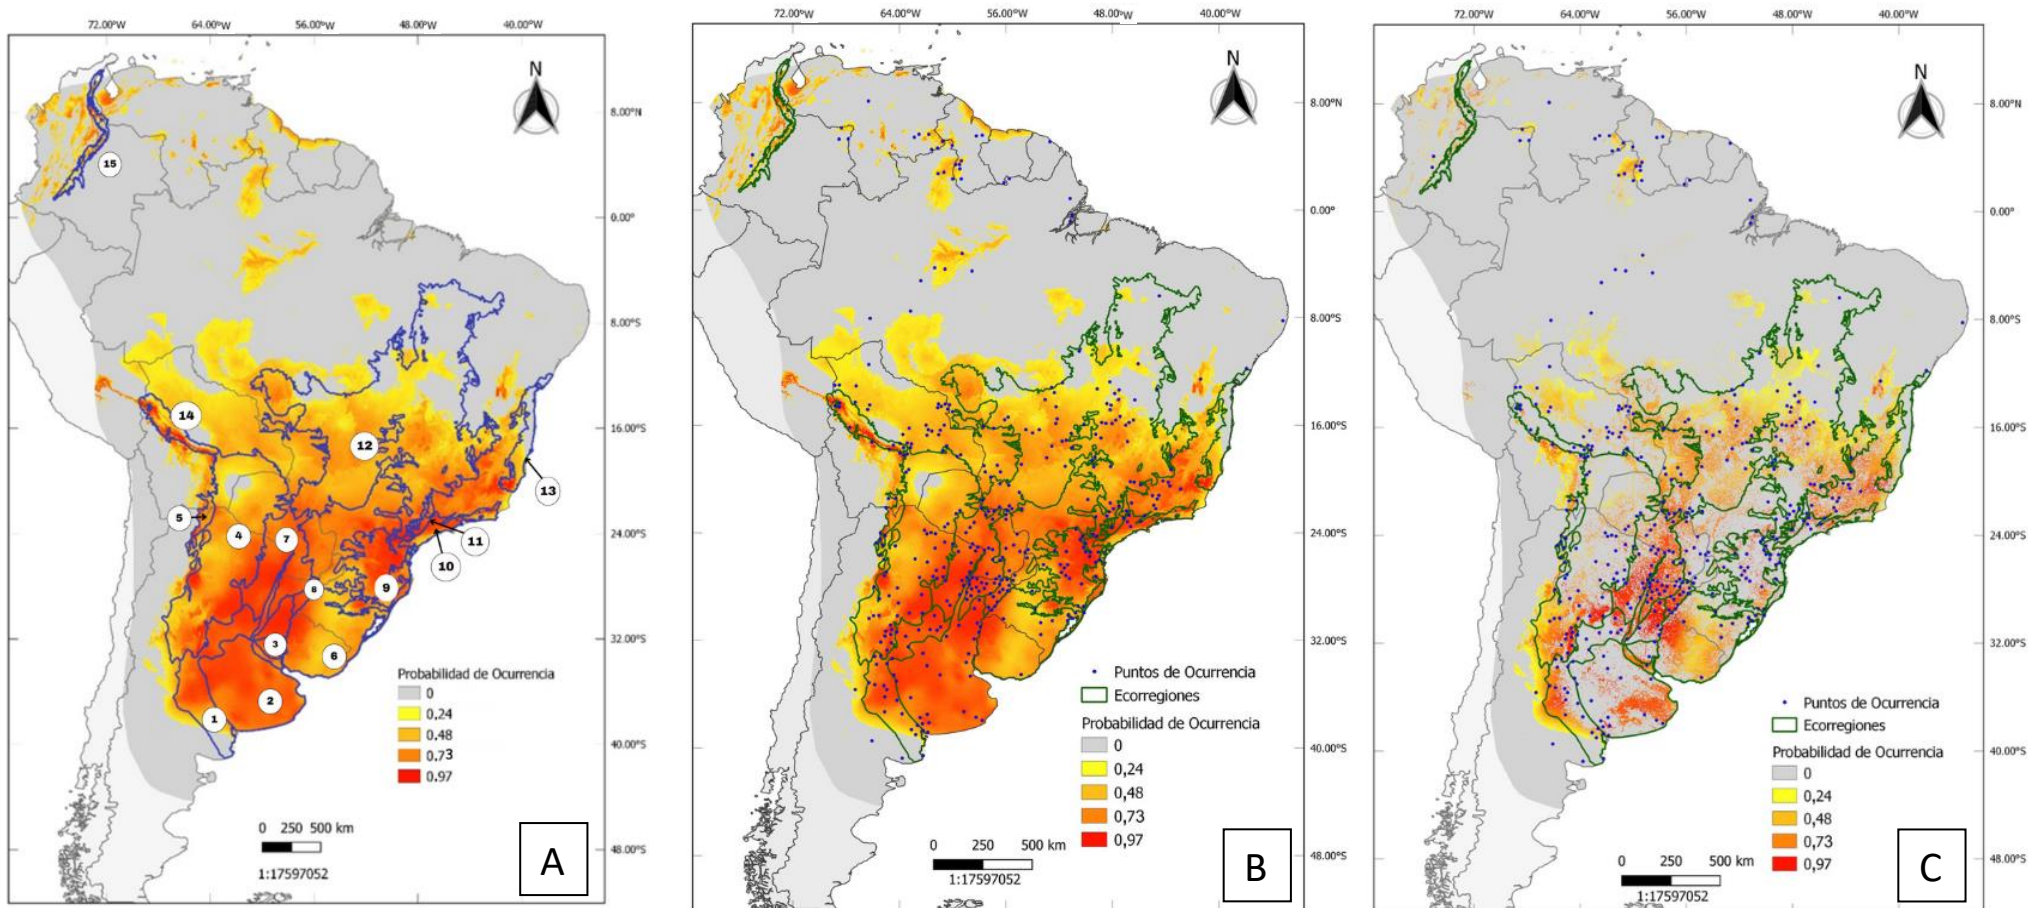 72.00°W 64.00°W 56.00°W 48.00°W 40.00°W
N
8.00°N
0.00°
8.00°S
16.00°S
24.00°S
32.00°S
40.00°S
48.00°S
15
14
12
13
5
4
7
11
10
8
9
3
6
2
1
Probabilidad de Ocurrencia
0
0,24
0,48
0,73
0,97
0 250 500 km
1:17597052
A
72.00°W 64.00°W 56.00°W 48.00°W 40.00°W
N
8.00°N
0.00°
8.00°S
16.00°S
24.00°S
32.00°S
40.00°S
48.00°S
Puntos de Ocurrencia
Ecorregiones
Probabilidad de Ocurrencia
0
0,24
0,48
0,73
0,97
0 250 500 km
1:17597052
B
72.00°W 64.00°W 56.00°W 48.00°W 40.00°W
N
8.00°N
0.00°
8.00°S
16.00°S
24.00°S
32.00°S
40.00°S
48.00°S
Puntos de Ocurrencia
Ecorregiones
Probabilidad de Ocurrencia
0
0,24
0,48
0,73
0,97
0 250 500 km
1:17597052
C